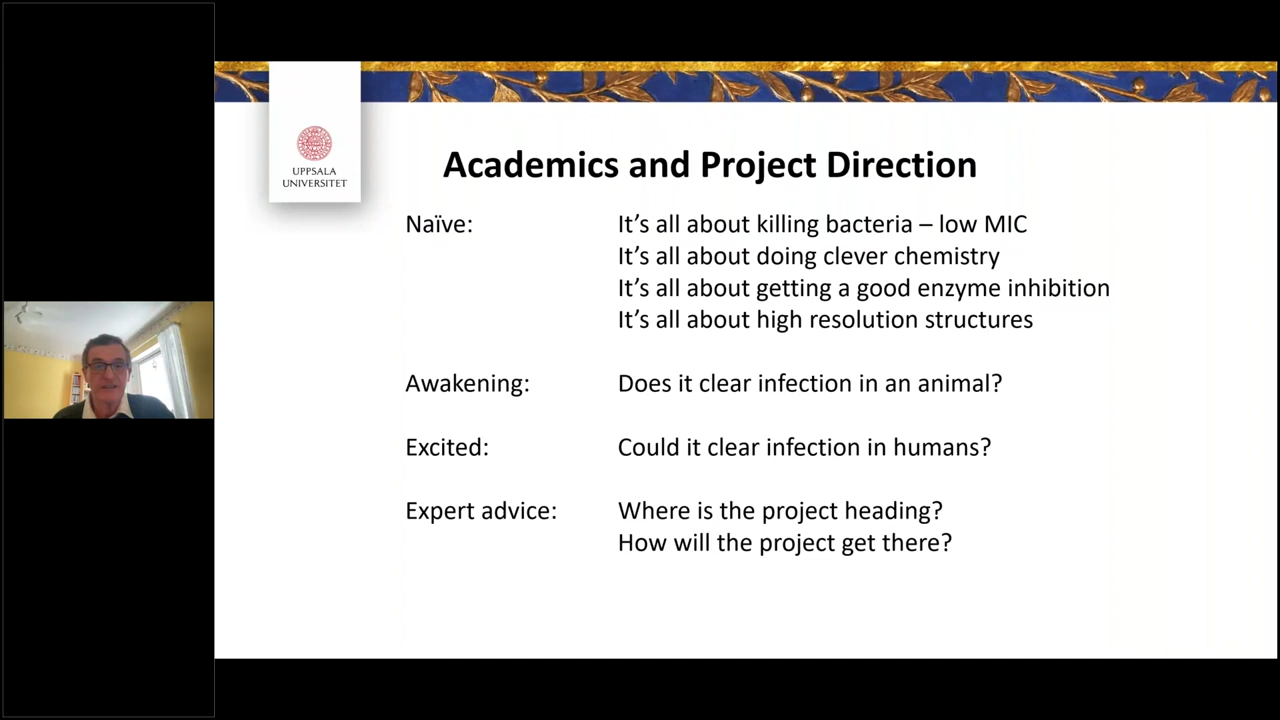 UPPSALA
UNIVERSITET
Academics and Project Direction
Naïve: It’s all about killing bacteria – low MIC
It’s all about doing clever chemistry
It’s all about getting a good enzyme inhibition
It’s all about high resolution structures
Awakening: Does it clear infection in an animal?
Excited: Could it clear infection in humans?
Expert advice: Where is the project heading?
How will the project get there?